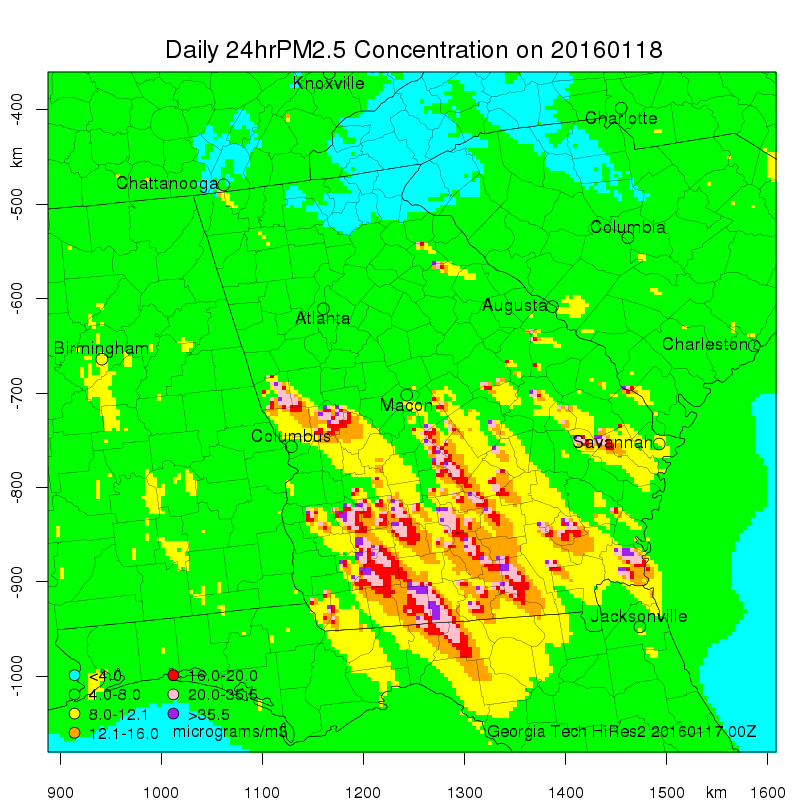 Daily 24hrPM2.5 Concentration on 20160118
-400
km
-500
-600
-700
-800
-900
-1000
Knoxville
Charlotte
Chattanooga
Columbia
Augusta
Atlanta
Charleston
Birmingham
Macon
Columbus
Savannah
Jacksonville
<4.0
4.0-8.0
8.0-12.1
12.1-16.0
16.0-20.0
20.0-35.5
>35.5
micrograms/m3
Georgia Tech HiRes2 20160117 00Z
900 1000 1100 1200 1300 1400 1500 km 1600